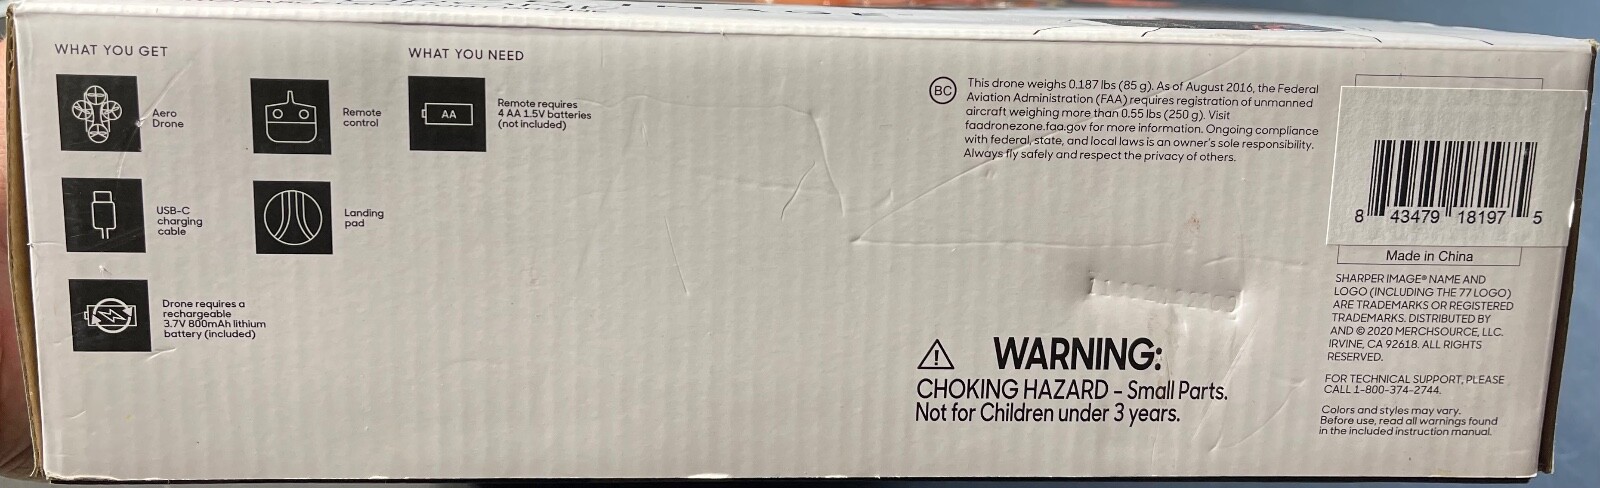 WHAT YOU GET
Aero
Drone
Remote
control
USB-C
charging
cable
Landing
pad
Drone requires a
rechargeable
3.7V 800mAh lithium
battery (included)
WHAT YOU NEED
AA
Remote requires
4 AA 1.5V batteries
(not included)
BC
This drone weighs 0.187 lbs (85 g). As of August 2016, the Federal
Aviation Administration (FAA) requires registration of unmanned
aircraft weighing more than 0.55 lbs (250 g). Visit
faadronezone.faa.gov for more information. Ongoing compliance
with federal, state, and local laws is an owner's sole responsibility.
Always fly safely and respect the privacy of others.
WARNING:
CHOKING HAZARD – Small Parts.
Not for Children under 3 years.
8 43479 18197 5
Made in China
SHARPER IMAGE® NAME AND
LOGO (INCLUDING THE 77 LOGO)
ARE TRADEMARKS OR REGISTERED
TRADEMARKS. DISTRIBUTED BY
AND © 2020 MERCHSOURCE, LLC.
IRVINE, CA 92618. ALL RIGHTS
RESERVED.
FOR TECHNICAL SUPPORT, PLEASE
CALL 1-800-374-2744.
Colors and styles may vary.
Before use, read all warnings found
in the included instruction manual.